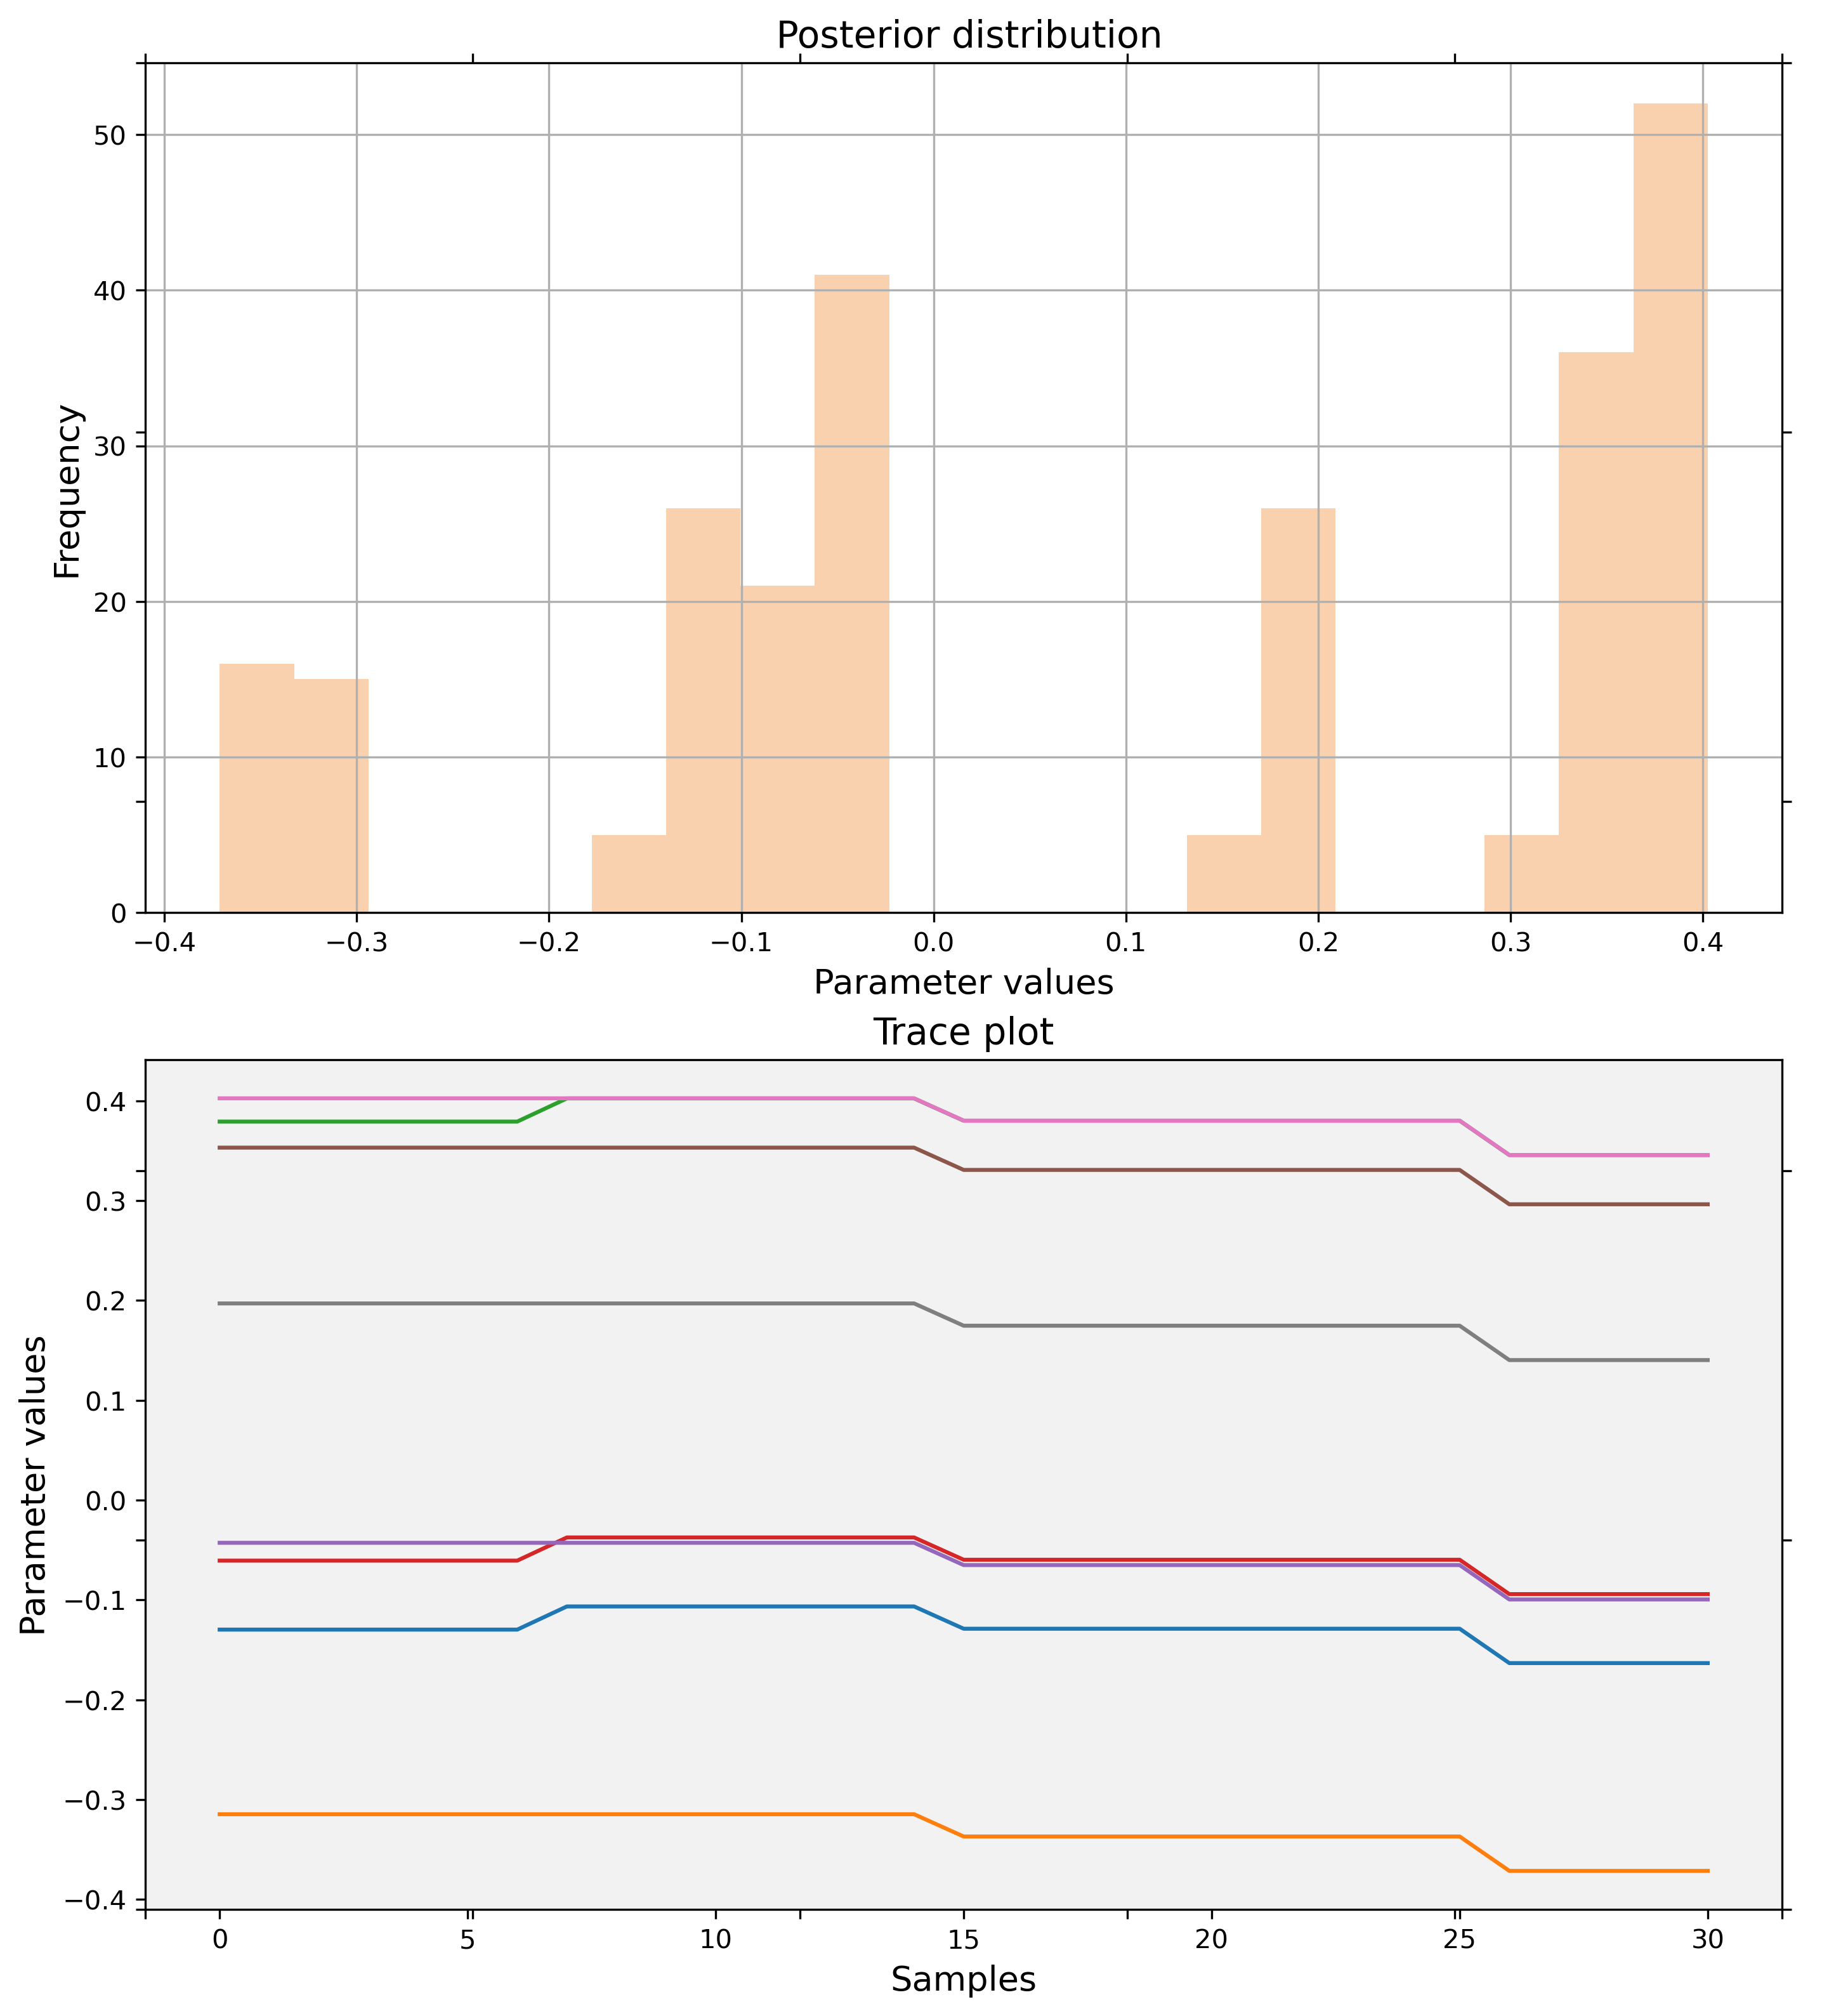 Posterior distribution
50
40
30
20
10
0
Frequency
−0.4 −0.3 −0.2 −0.1 0.0 0.1 0.2 0.3 0.4
Parameter values
Trace plot
0.4
0.3
0.2
0.1
0.0
−0.1
−0.2
−0.3
−0.4
Parameter values
0 5 10 15 20 25 30
Samples